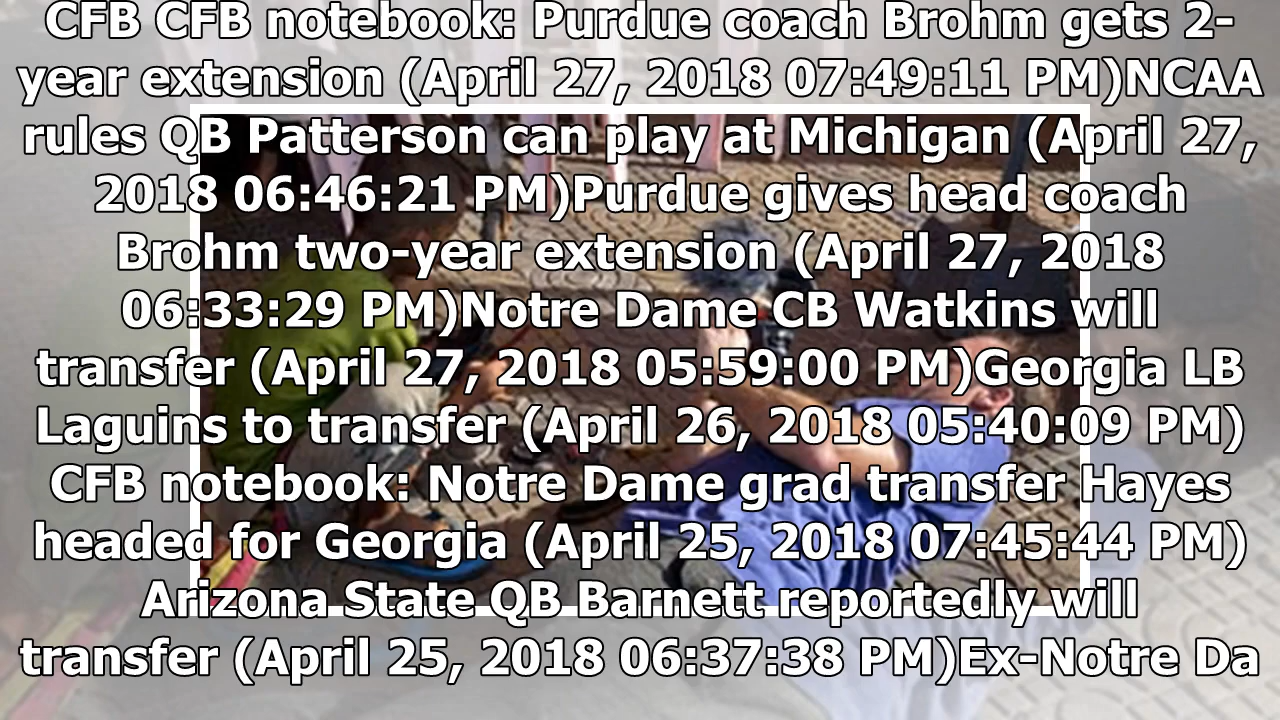 CFB CFB notebook: Purdue coach Brohm gets 2-
year extension (April 27, 2018 07:49:11 PM)NCAA
rules QB Patterson can play at Michigan (April 27,
2018 06:46:21 PM)Purdue gives head coach
Brohm two-year extension (April 27, 2018
06:33:29 PM)Notre Dame CB Watkins will
transfer (April 27, 2018 05:59:00 PM)Georgia LB
Laguins to transfer (April 26, 2018 05:40:09 PM)
CFB notebook: Notre Dame grad transfer Hayes
headed for Georgia (April 25, 2018 07:45:44 PM)
Arizona State QB Barnett reportedly will
transfer (April 25, 2018 06:37:38 PM)Ex-Notre Da